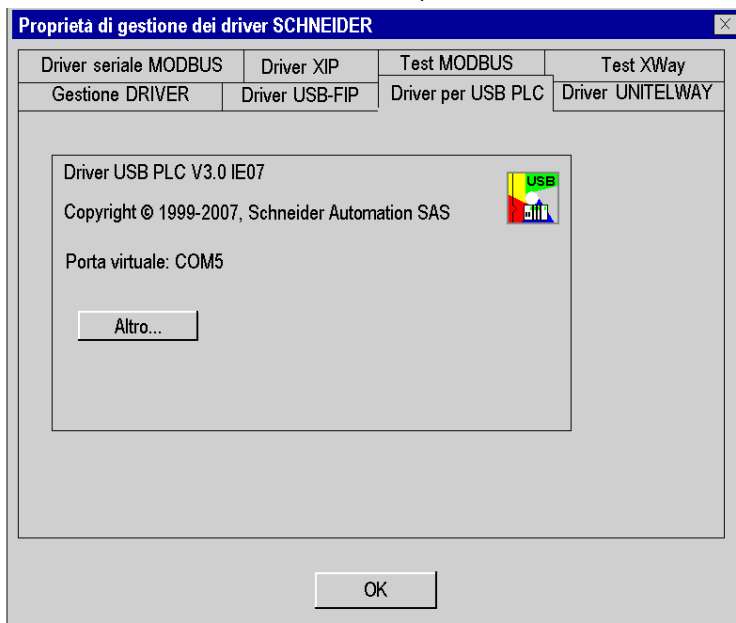 Proprietà di gestione dei driver SCHNEIDER
Driver seriale MODBUS Driver XIP Test MODBUS Test XWay
Gestione DRIVER Driver USB-FIP Driver per USB PLC Driver UNITELWAY
Driver USB PLC V3.0 IE07
USB
Copyright © 1999-2007, Schneider Automation SAS
Porta virtuale: COM5
Altro...
OK